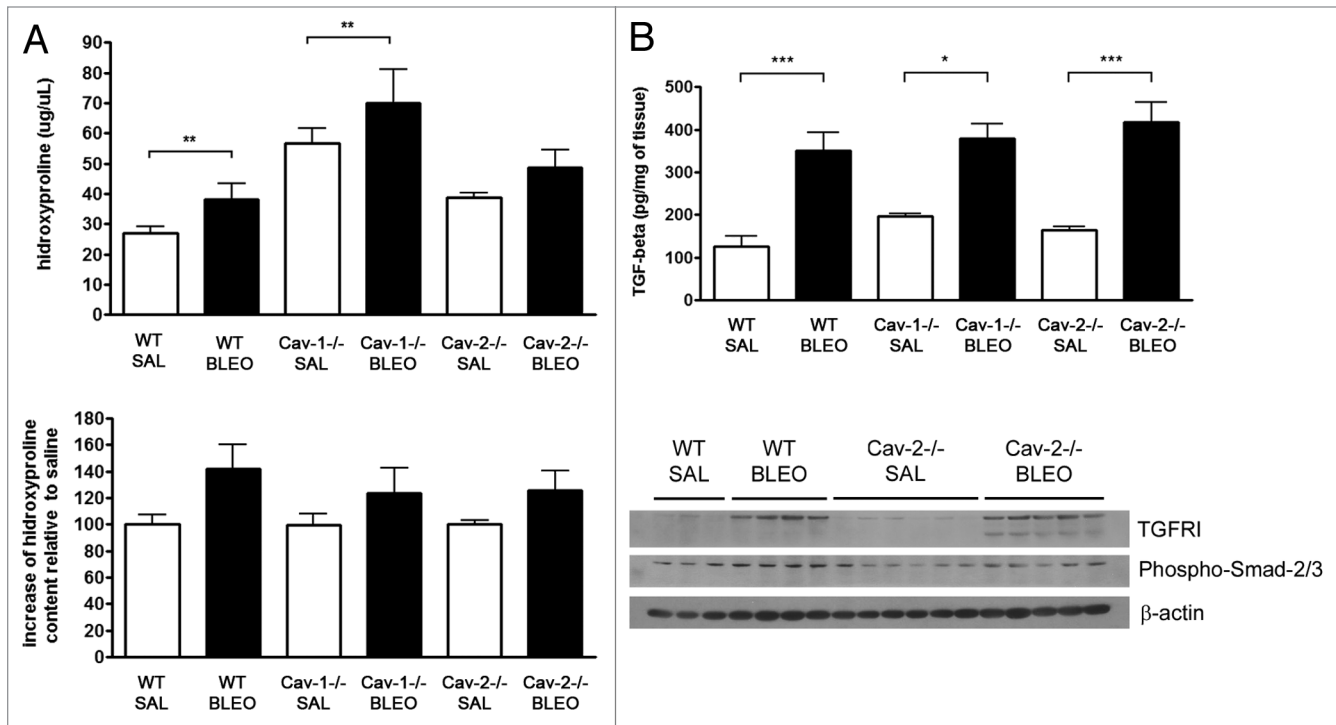 A
hidroxyproline (ug/uL)
90
80
70
60
50
40
30
20
10
0
**
**
WT SAL
WT BLEO
Cav-1-/- SAL
Cav-1-/- BLEO
Cav-2-/- SAL
Cav-2-/- BLEO
increase of hidroxyproline
content relative to saline
180
160
140
120
100
80
60
40
20
0
WT SAL
WT BLEO
Cav-1-/- SAL
Cav-1-/- BLEO
Cav-2-/- SAL
Cav-2-/- BLEO
B
TGF-beta (pg/mg of tissue)
500
400
300
200
100
0
***
*
***
WT SAL
WT BLEO
Cav-1-/- SAL
Cav-1-/- BLEO
Cav-2-/- SAL
Cav-2-/- BLEO
WT SAL
WT BLEO
Cav-2-/- SAL
Cav-2-/- BLEO
TGFRI
Phospho-Smad-2/3
β-actin